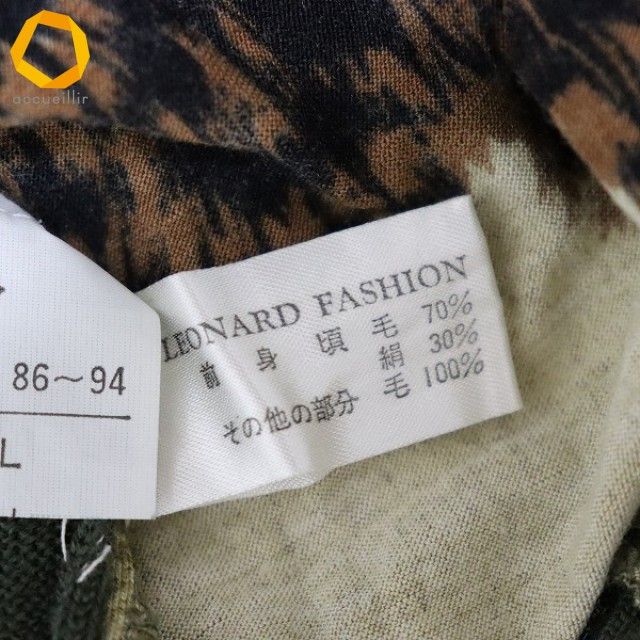 accueillir
LEONARD FASHION
前身頃 毛 70%
絹 30%
その他の部分 毛 100%
86～94
L